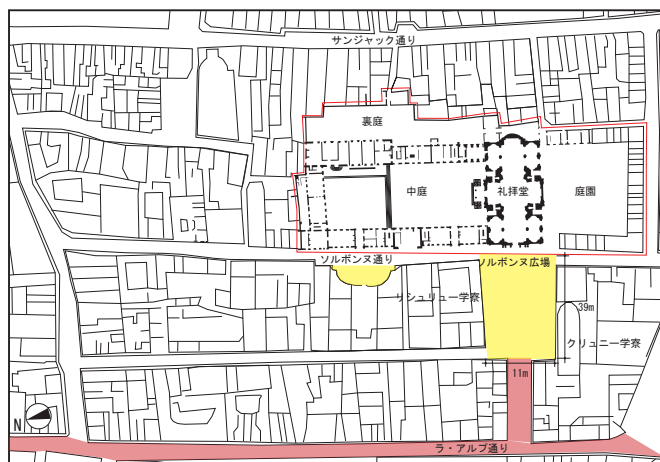 サンジャック通り
裏庭
中庭
礼拝堂
庭園
ソルボンヌ通り
ソルボンヌ広場
リシュリュー学寮
39m
クリュニー学寮
11m
N
ラ・アルプ通り